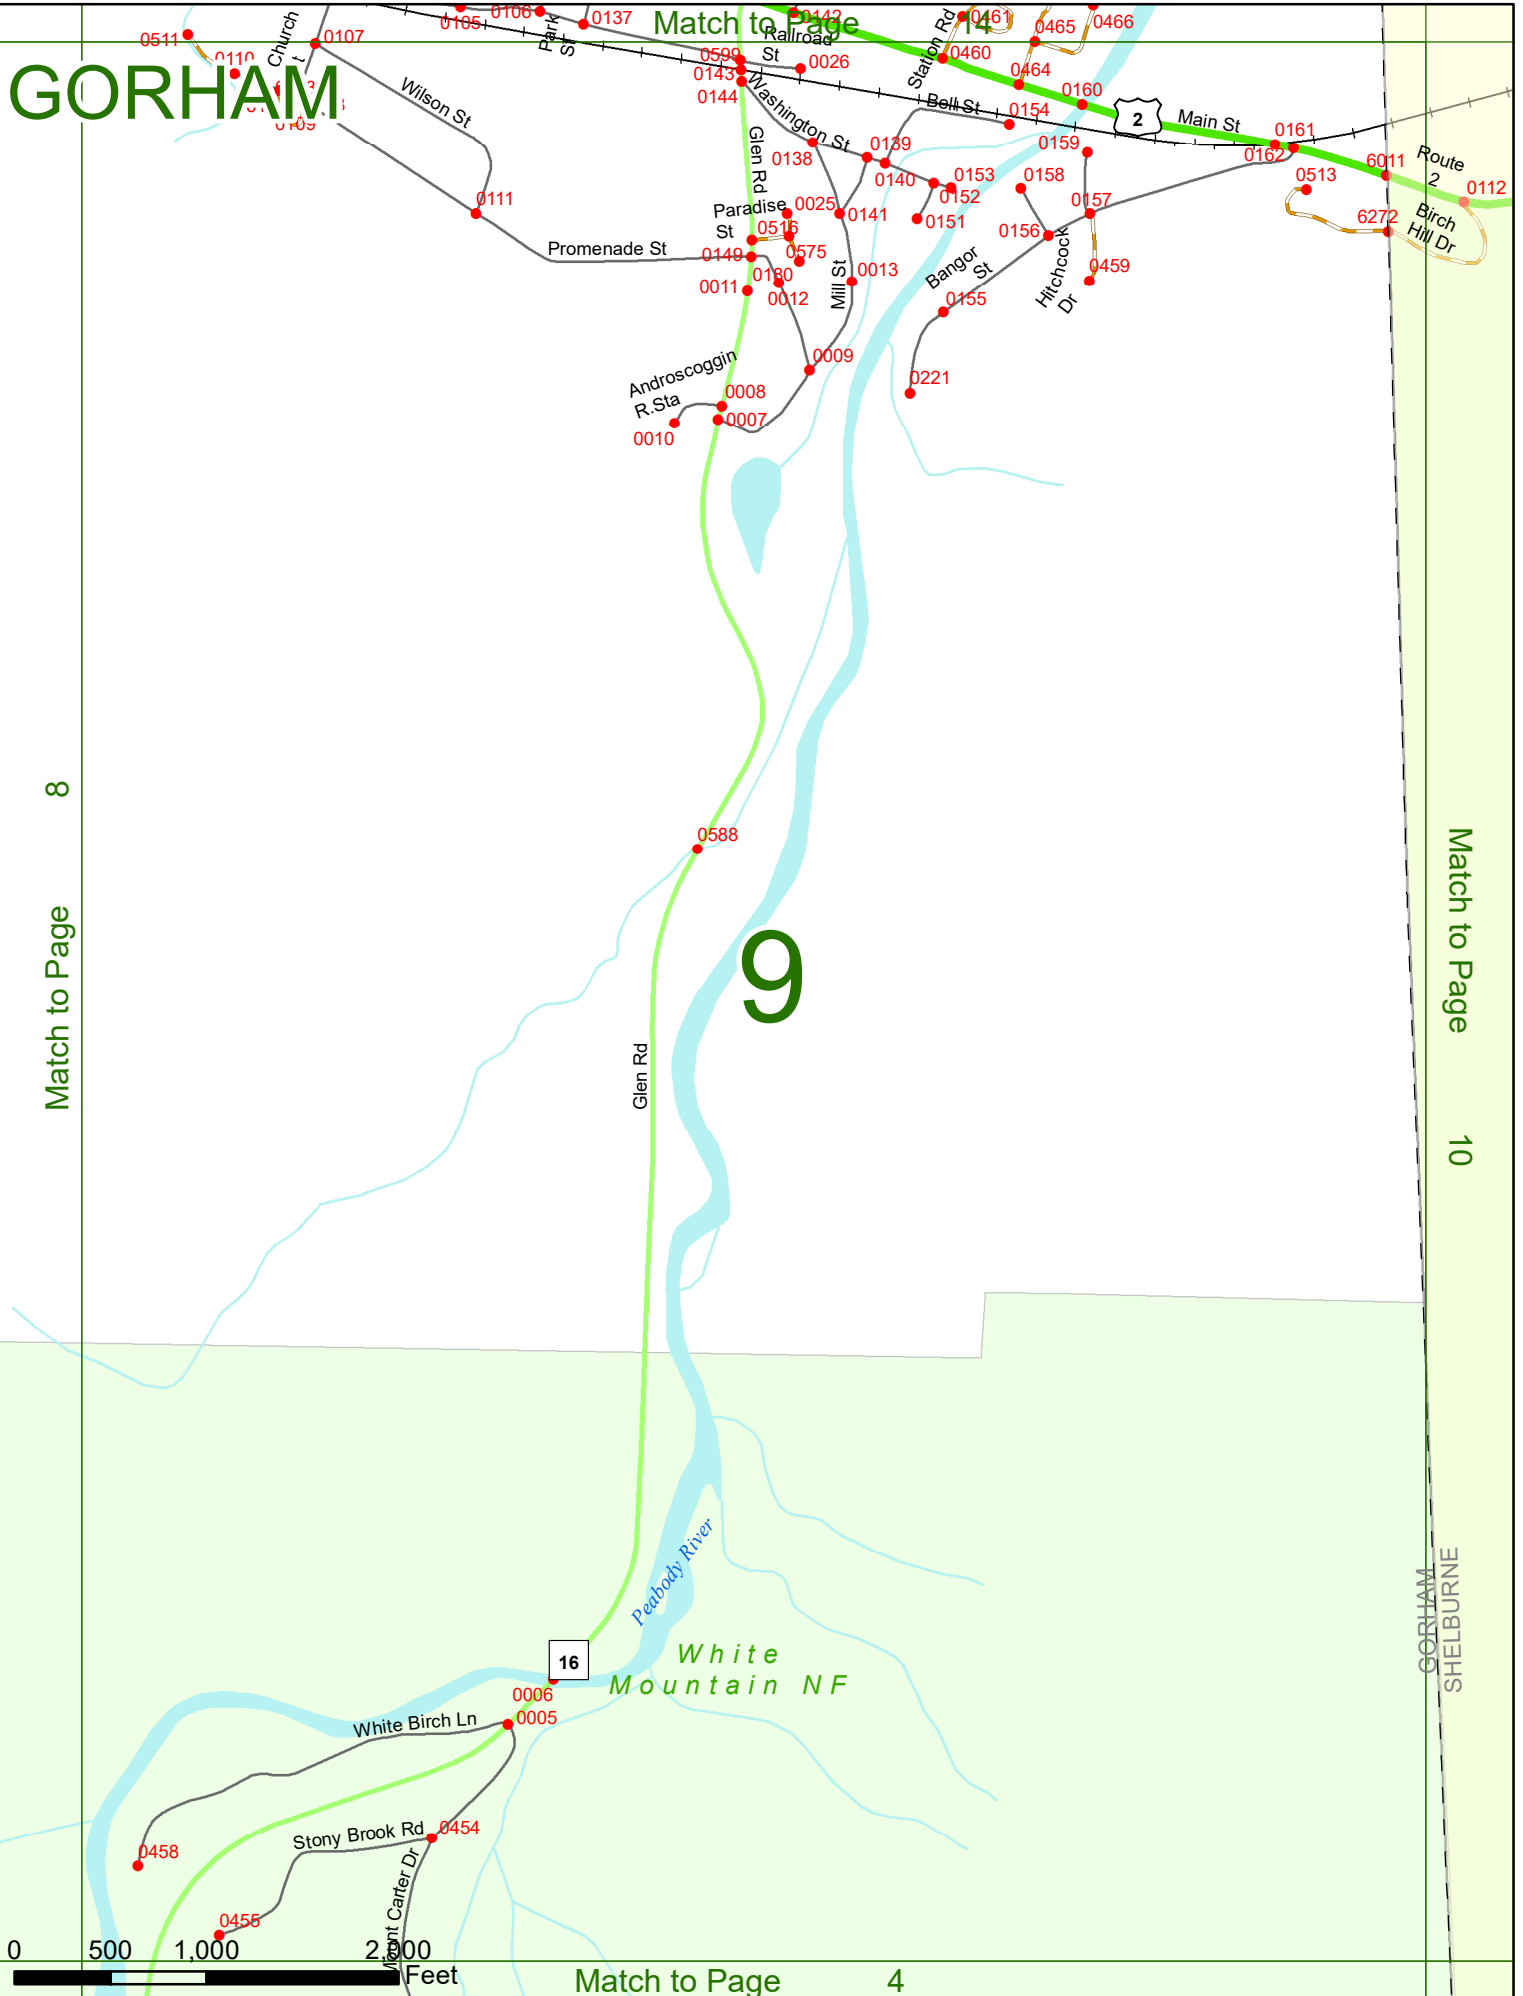 Match to Page 14
GORHAM
0511
0110
Church
0107
0105
0106
Park
St
0137
0142
Railroad
St
0026
0599
0143
0144
Station Rd
0461
0460
0465
0466
0464
0160
2
Main St
0161
0162
6011
Route
2
0112
0513
Birch
Hill Dr
6272
0109
Wilson St
0111
Promenade St
Washington St
Glen Rd
0138
0139
0140
Bell St
0154
0159
0153
0152
0151
0158
0157
0156
Hitchcock
Dr
0459
Bangor
St
0155
0221
Paradise
St
0025
0516
0575
0141
0149
0180
0011
0012
Mill St
0013
0009
Androscoggin
R.Sta
0008
0007
0010
0588
9
Match to Page 8
Match to Page 10
Glen Rd
GORHAM
SHELBURNE
Peabody River
White
Mountain NF
16
0006
0005
White Birch Ln
0458
Stony Brook Rd
0454
0455
Mount Carter Dr
0 500 1,000 2,000
Feet
Match to Page 4